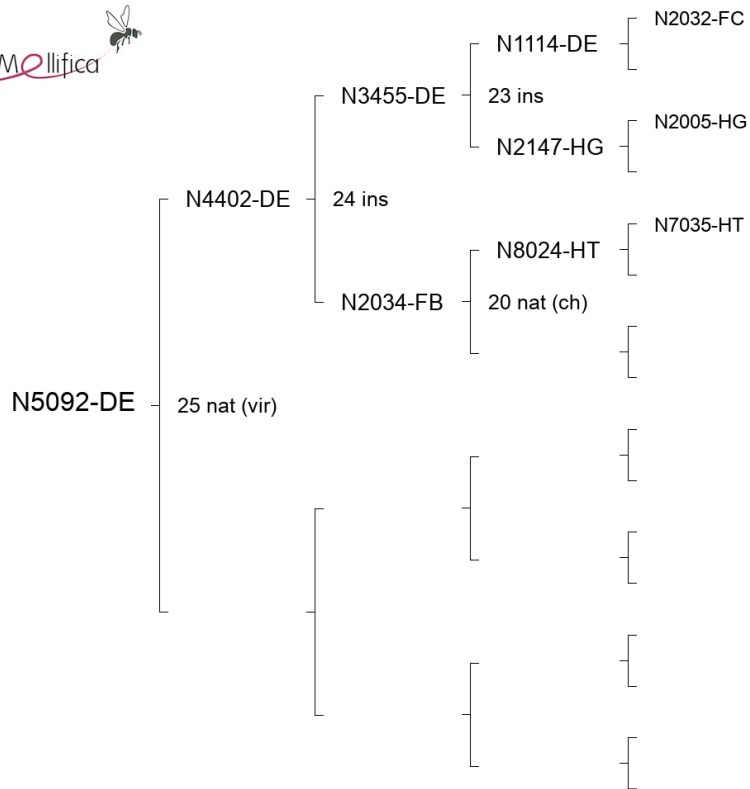 Mellifica
N2032-FC
N1114-DE
N3455-DE
23 ins
N2005-HG
N2147-HG
N4402-DE
24 ins
N7035-HT
N8024-HT
N2034-FB
20 nat (ch)
N5092-DE
25 nat (vir)